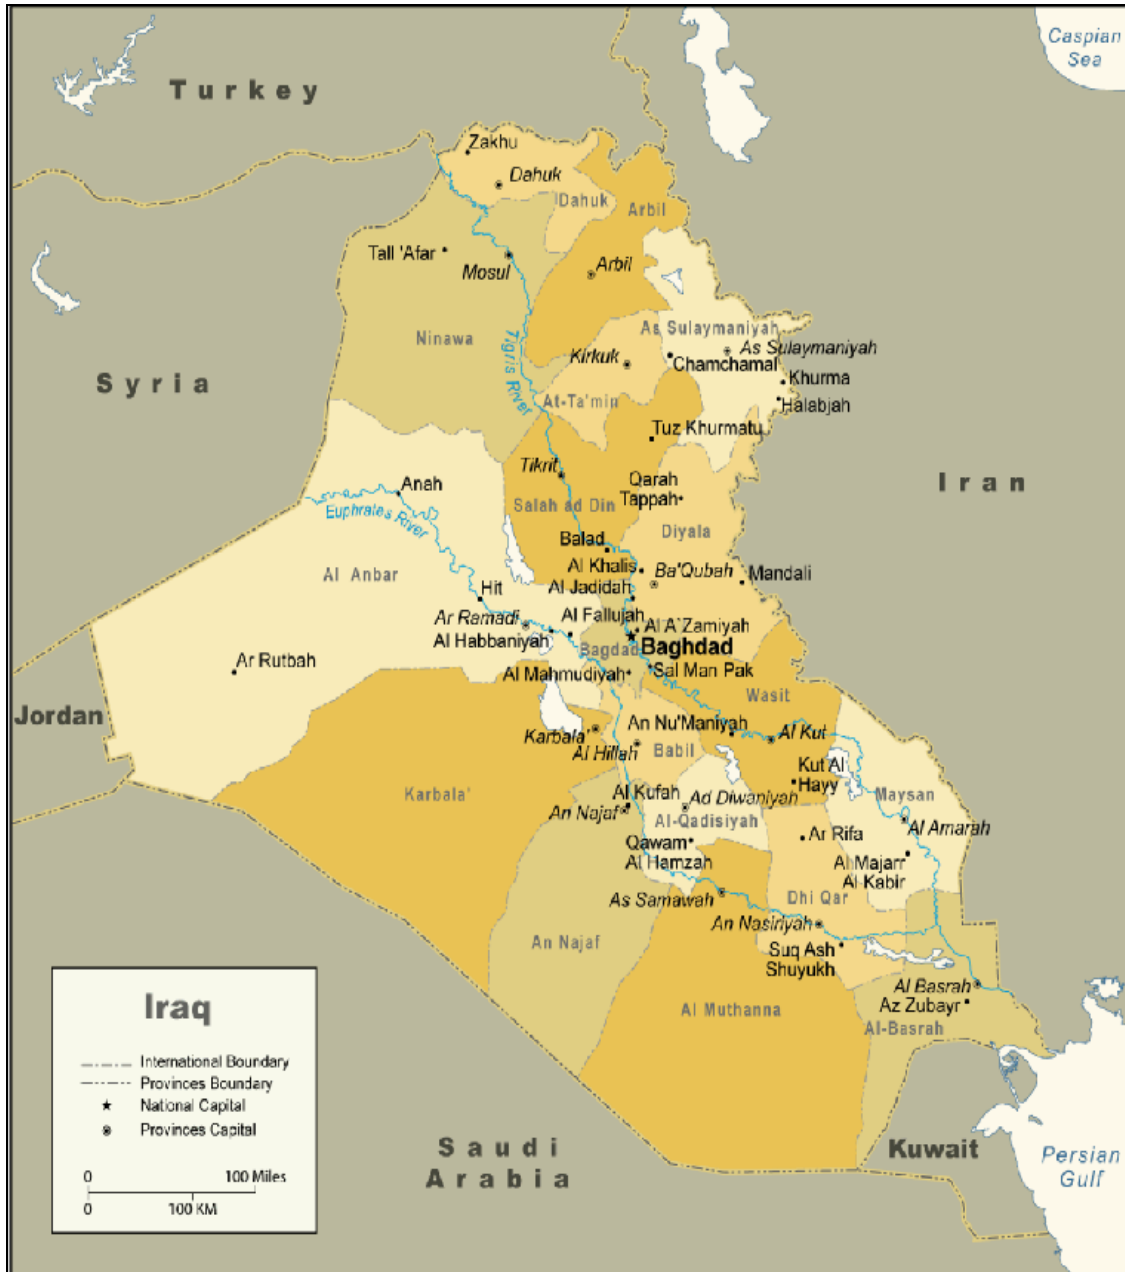 Caspian
Sea
Turkey
Zakhu
Dahuk
Dahuk
Arbil
Tall 'Afar
Mosul
Arbil
Ninawa
Tigris River
As Sulaymaniyah
As Sulaymaniyah
Kirkuk
Chamchamal
Khurma
Halabjah
At-Ta'min
Syria
Tuz Khurmatu
Tikrit
Anah
Qarah
Tappah
Iran
Euphrates River
Salah ad Din
Diyala
Balad
Al Khalis
Ba'Qubah
Mandali
Al Anbar
Hit
Al Jadidah
Ar Ramadi
Al Fallujah
Al A'Zamiyah
Al Habbaniyah
Bagdad
Baghdad
Ar Rutbah
Al Mahmudiyah
Sal Man Pak
Wasit
Jordan
Karbala'
An Nu'Maniyah
Al Kut
Al Hillah
Babil
Kut Al
Hayy
Karbala'
Al Kufah
Ad Diwaniyah
Maysan
An Najaf
Al-Qadisiyah
Al Amarah
Qawam
Al Hamzah
Ar Rifa
Al Majarr
Al Kabir
As Samawah
Dhi Qar
An Nasiriyah
An Najaf
Suq Ash
Shuyukh
Al Basrah
Az Zubayr
Al Muthanna
Al-Basrah
Iraq
International Boundary
Provinces Boundary
National Capital
Provinces Capital
0 100 Miles
0 100 KM
Saudi
Arabia
Kuwait
Persian
Gulf